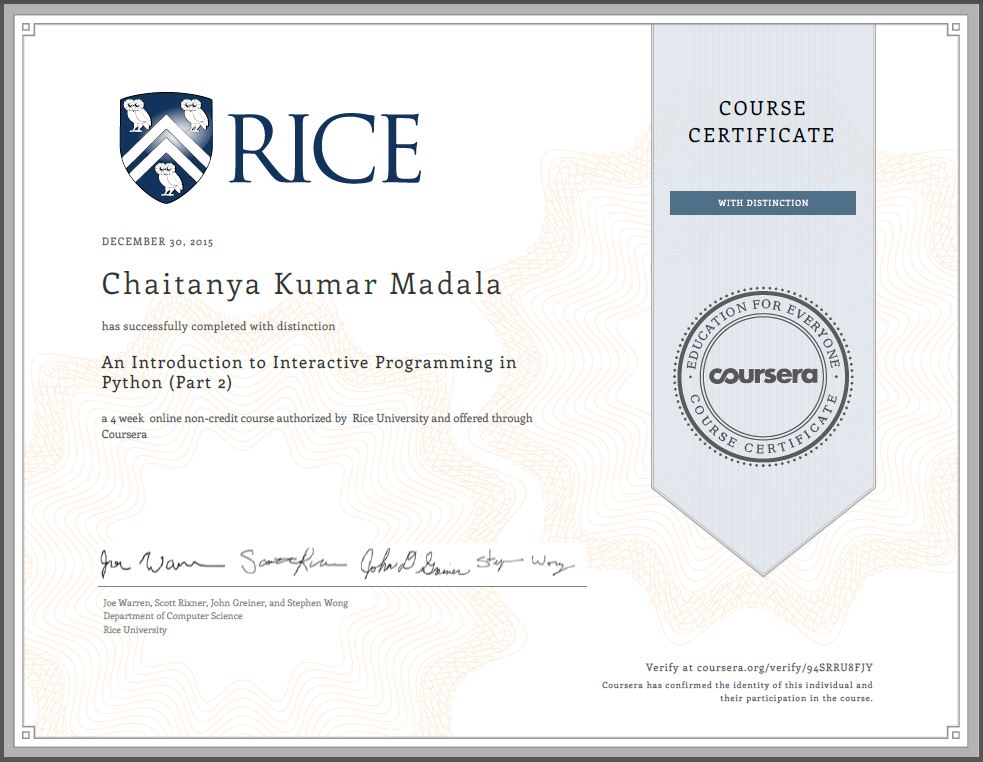 RICE
DECEMBER 30, 2015
Chaitanya Kumar Madala
has successfully completed with distinction
An Introduction to Interactive Programming in
Python (Part 2)
a 4 week online non-credit course authorized by Rice University and offered through
Coursera
Joe Warren Scott Rixner John D Greiner Stephen Wong
Joe Warren, Scott Rixner, John Greiner, and Stephen Wong
Department of Computer Science
Rice University
COURSE
CERTIFICATE
WITH DISTINCTION
EDUCATION FOR EVERYONE
coursera
COURSE CERTIFICATE
Verify at coursera.org/verify/94SRRU8FJY
Coursera has confirmed the identity of this individual and
their participation in the course.